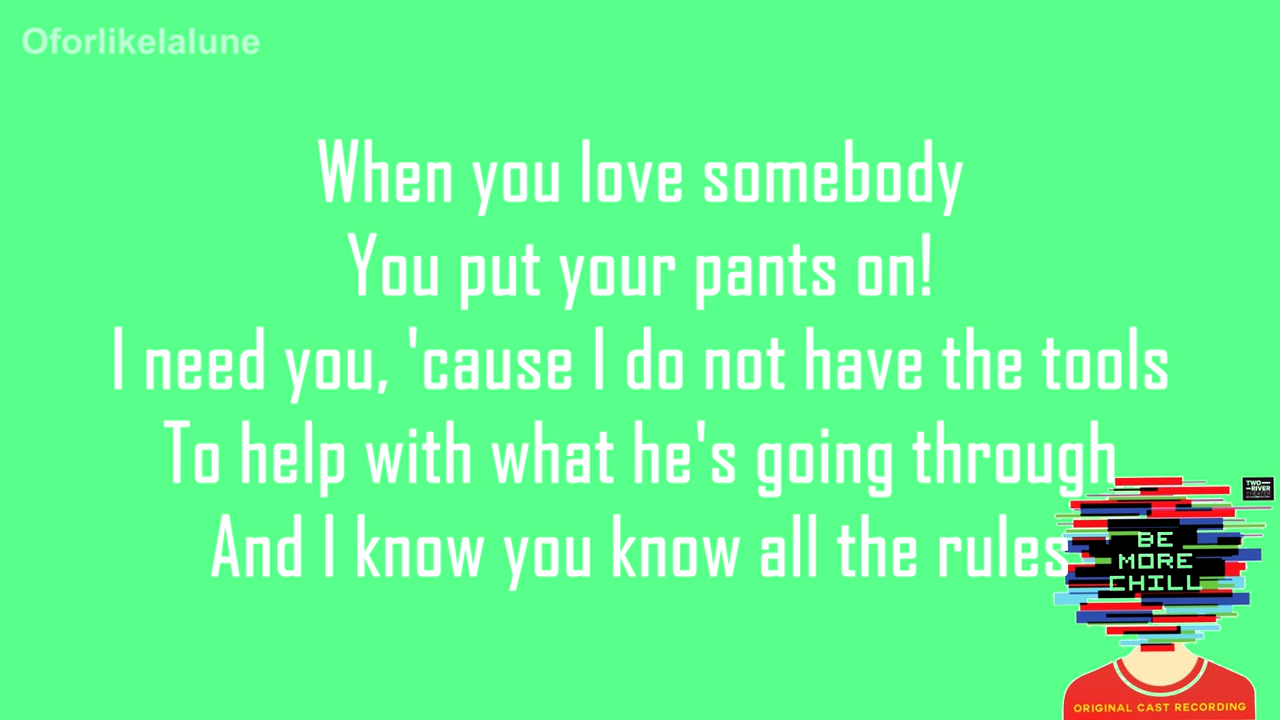 Oforlikelalune
When you love somebody
You put your pants on!
I need you, 'cause I do not have the tools
To help with what he's going through
And I know you know all the rules
TWO—
—RIVER
THEATER
BE
MORE
CHILL
ORIGINAL CAST RECORDING